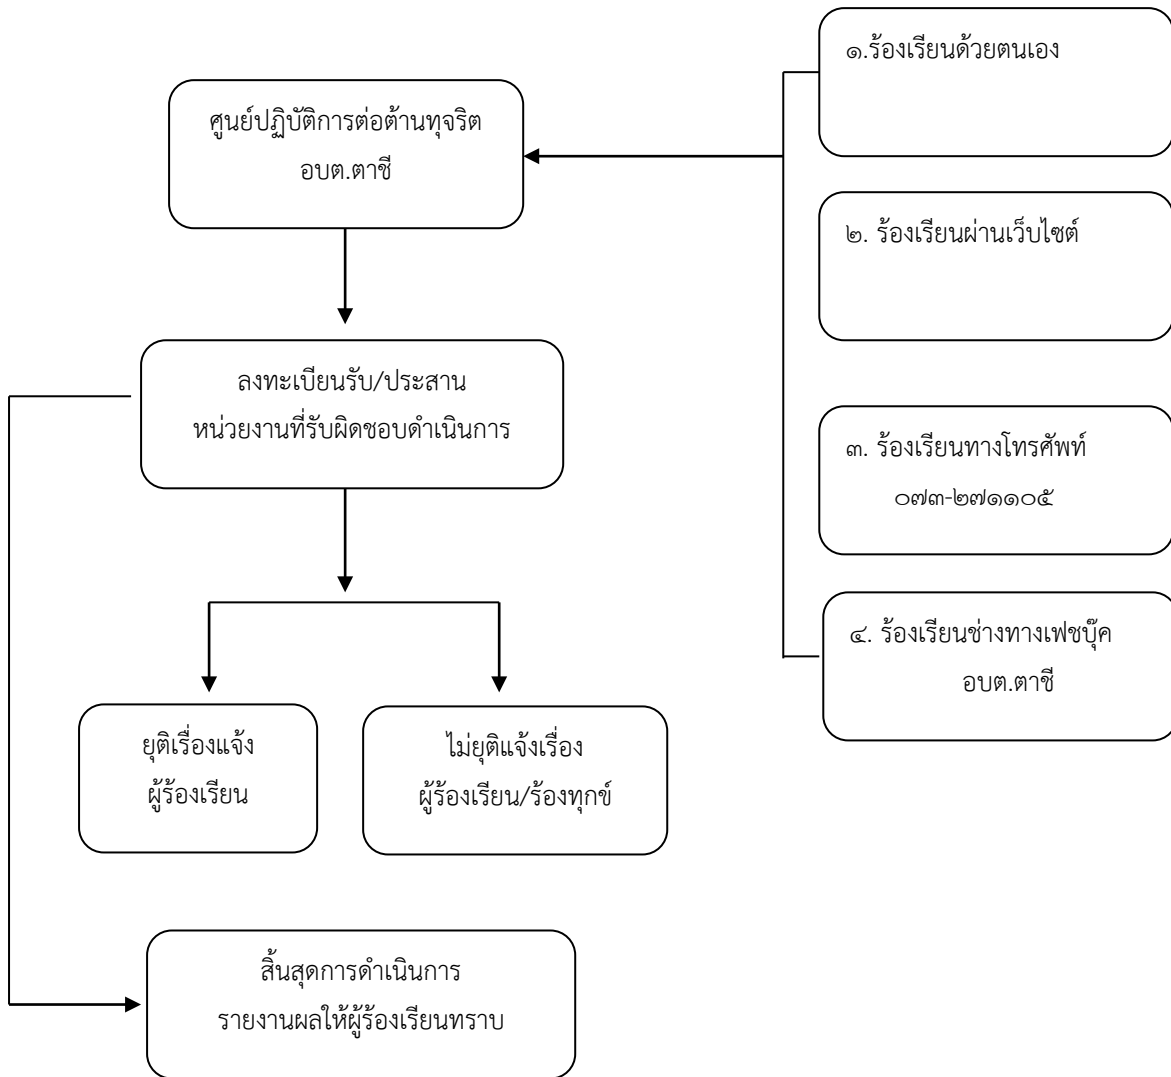 ๑.ร้องเรียนด้วยตนเอง
ศูนย์ปฏิบัติการต่อต้านทุจริต
อบต.ตาชี
๒. ร้องเรียนผ่านเว็บไซต์
ลงทะเบียนรับ/ประสาน
หน่วยงานที่รับผิดชอบดำเนินการ
๓. ร้องเรียนทางโทรศัพท์
๐๗๓-๒๗๑๑๐๕
๔. ร้องเรียนช่างทางเฟชบุ๊ค
อบต.ตาชี
ยุติเรื่องแจ้ง
ผู้ร้องเรียน
ไม่ยุติแจ้งเรื่อง
ผู้ร้องเรียน/ร้องทุกข์
สิ้นสุดการดำเนินการ
รายงานผลให้ผู้ร้องเรียนทราบ